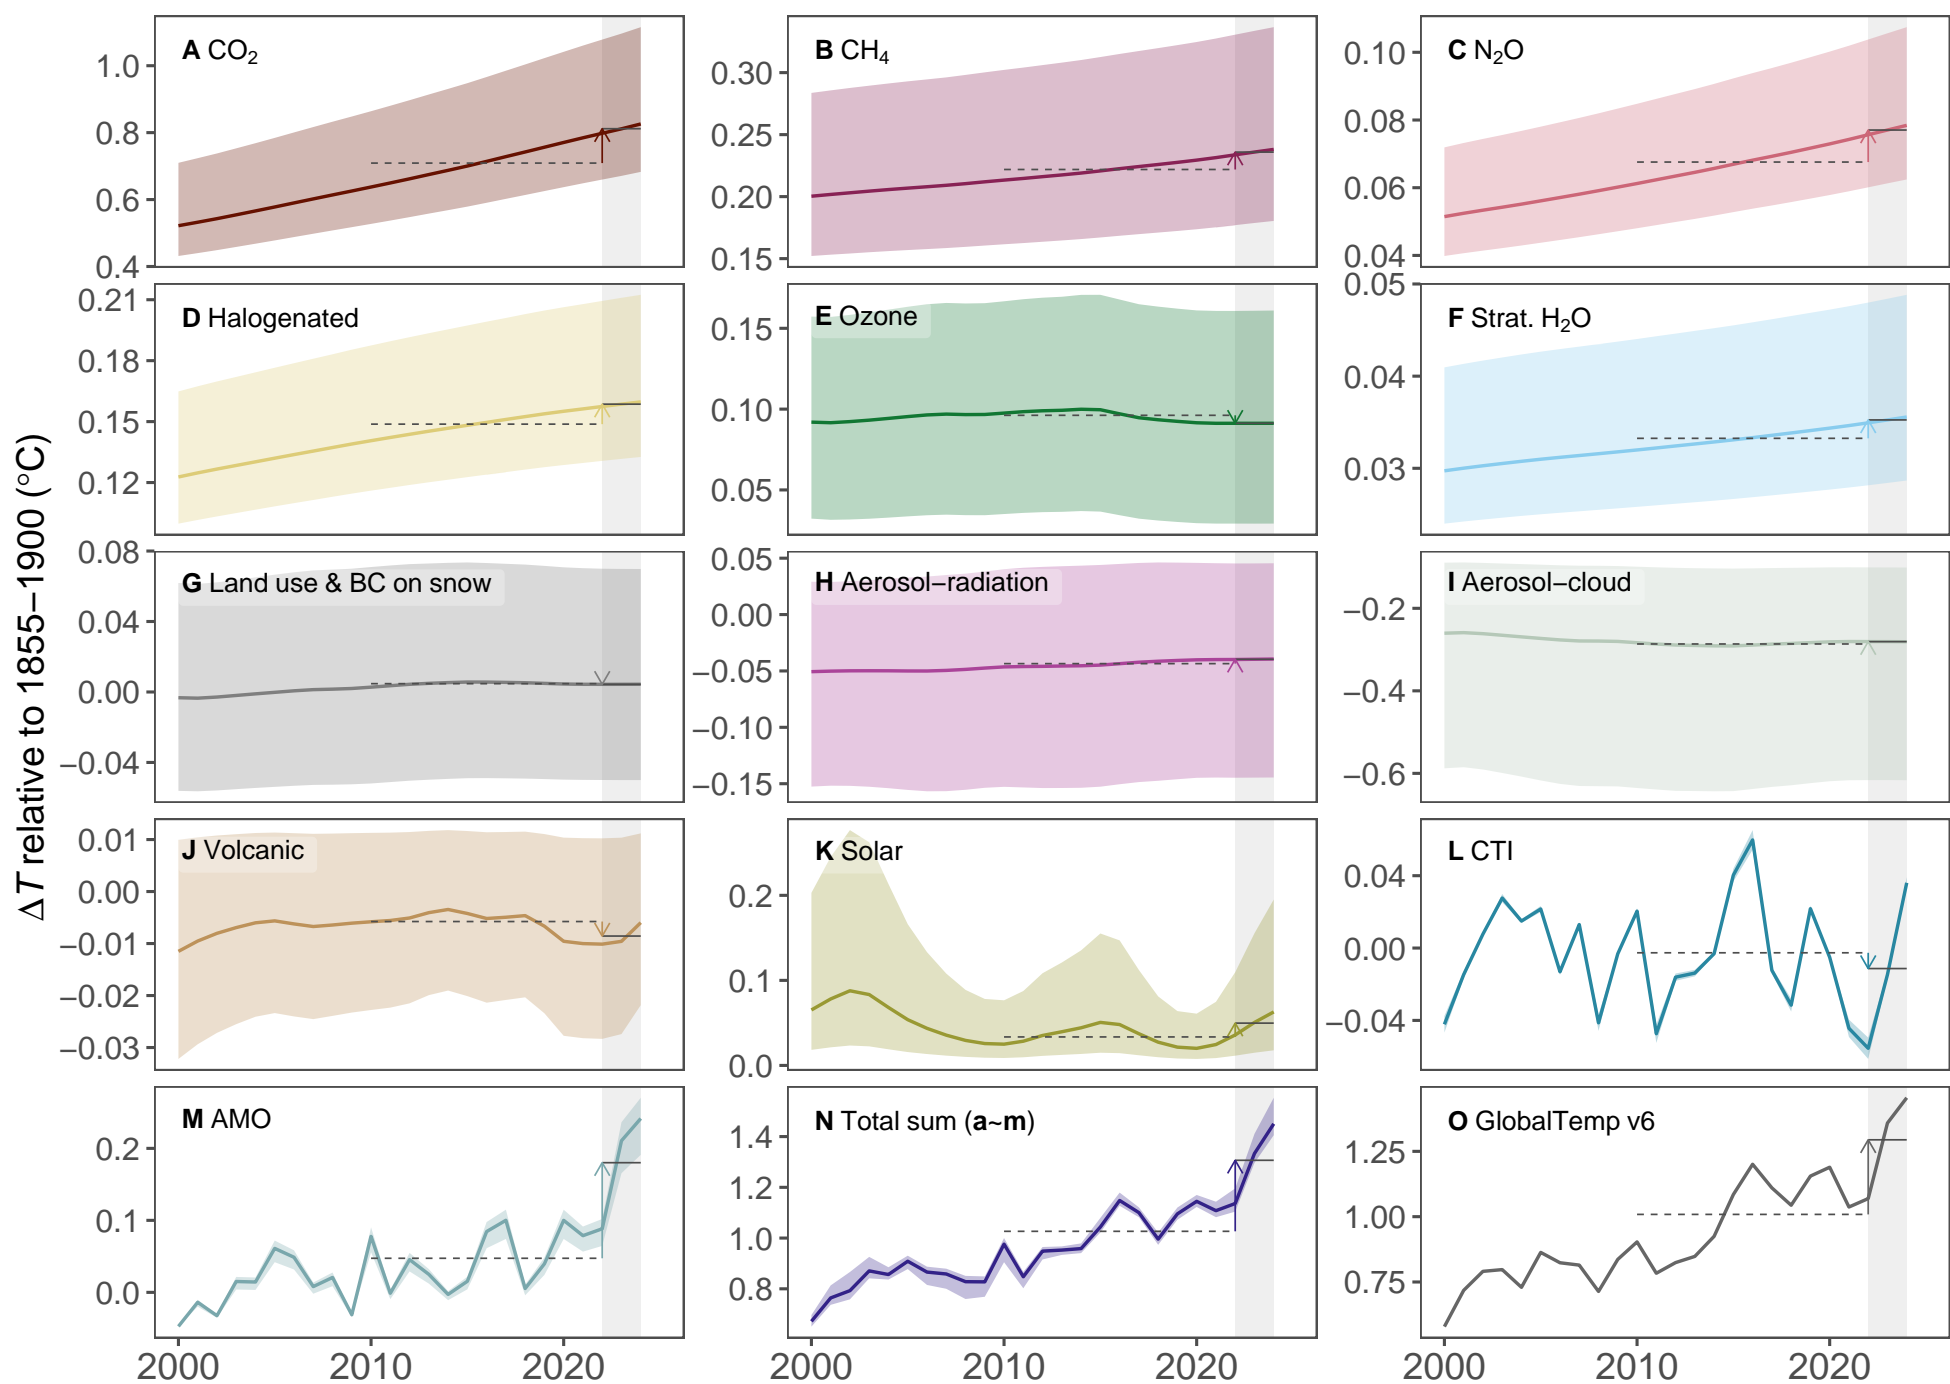 Δ T relative to 1855–1900 (°C)
A CO₂
1.0
0.8
0.6
0.4
B CH₄
0.30
0.25
0.20
0.15
C N₂O
0.10
0.08
0.06
0.04
D Halogenated
0.21
0.18
0.15
0.12
E Ozone
0.15
0.10
0.05
F Strat. H₂O
0.05
0.04
0.03
G Land use & BC on snow
0.08
0.04
0.00
−0.04
H Aerosol−radiation
0.05
0.00
−0.05
−0.10
−0.15
I Aerosol−cloud
−0.2
−0.4
−0.6
J Volcanic
0.01
0.00
−0.01
−0.02
−0.03
K Solar
0.2
0.1
0.0
L CTI
0.04
0.00
−0.04
M AMO
0.2
0.1
0.0
2000 2010 2020
N Total sum (a~m)
1.4
1.2
1.0
0.8
2000 2010 2020
O GlobalTemp v6
1.25
1.00
0.75
2000 2010 2020